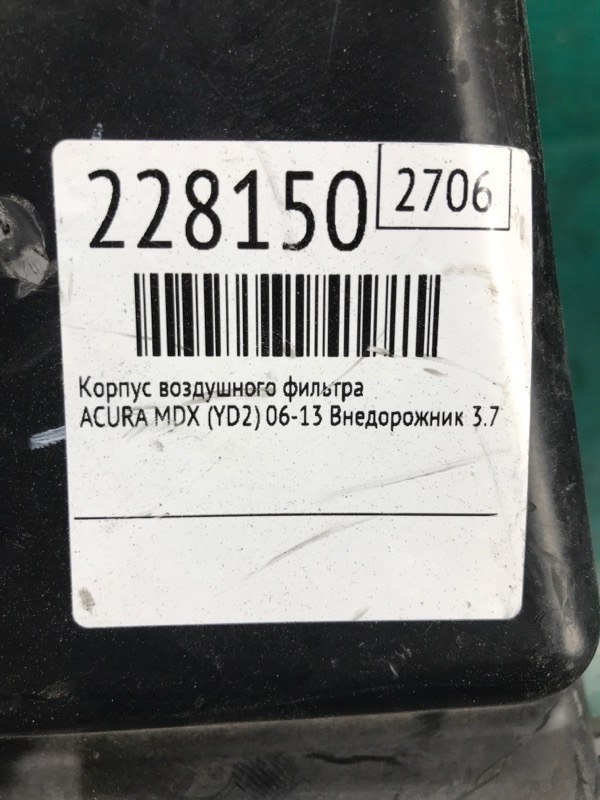 228150
2706
Корпус воздушного фильтра
ACURA MDX (YD2) 06-13 Внедорожник 3.7